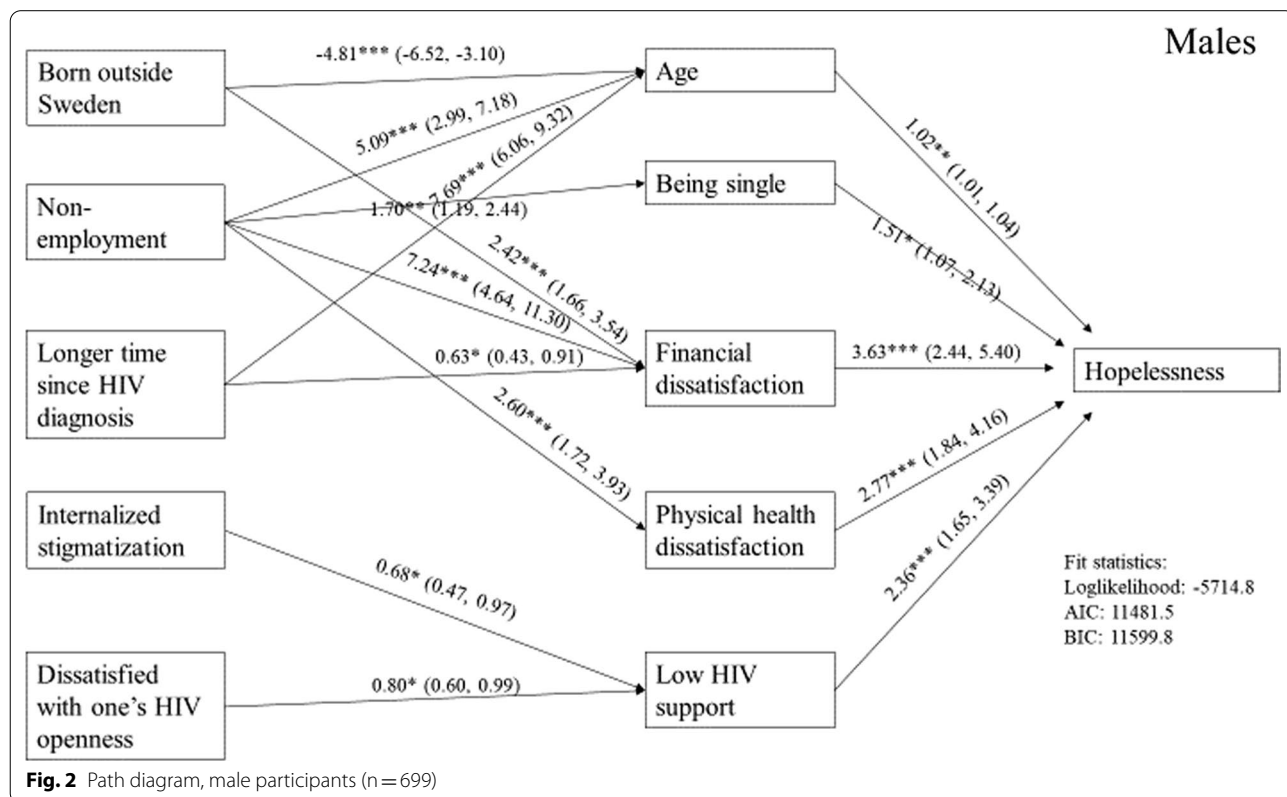 Males
Born outside
Sweden
-4.81*** (-6.52, -3.10)
Age
5.09*** (2.99, 7.18)
7.69*** (6.06, 9.32)
1.02** (1.01, 1.04)
Non-
employment
1.70** (1.19, 2.44)
Being single
1.51* (1.07, 2.13)
2.42*** (1.66, 3.54)
7.24*** (4.64, 11.30)
Longer time
since HIV
diagnosis
0.63* (0.43, 0.91)
Financial
dissatisfaction
3.63*** (2.44, 5.40)
Hopelessness
2.60*** (1.72, 3.93)
2.77*** (1.84, 4.16)
Internalized
stigmatization
Physical health
dissatisfaction
0.68* (0.47, 0.97)
2.36*** (1.65, 3.39)
Fit statistics:
Loglikelihood: -5714.8
AIC: 11481.5
BIC: 11599.8
Dissatisfied
with one's HIV
openness
0.80* (0.60, 0.99)
Low HIV
support
Fig. 2 Path diagram, male participants (n=699)